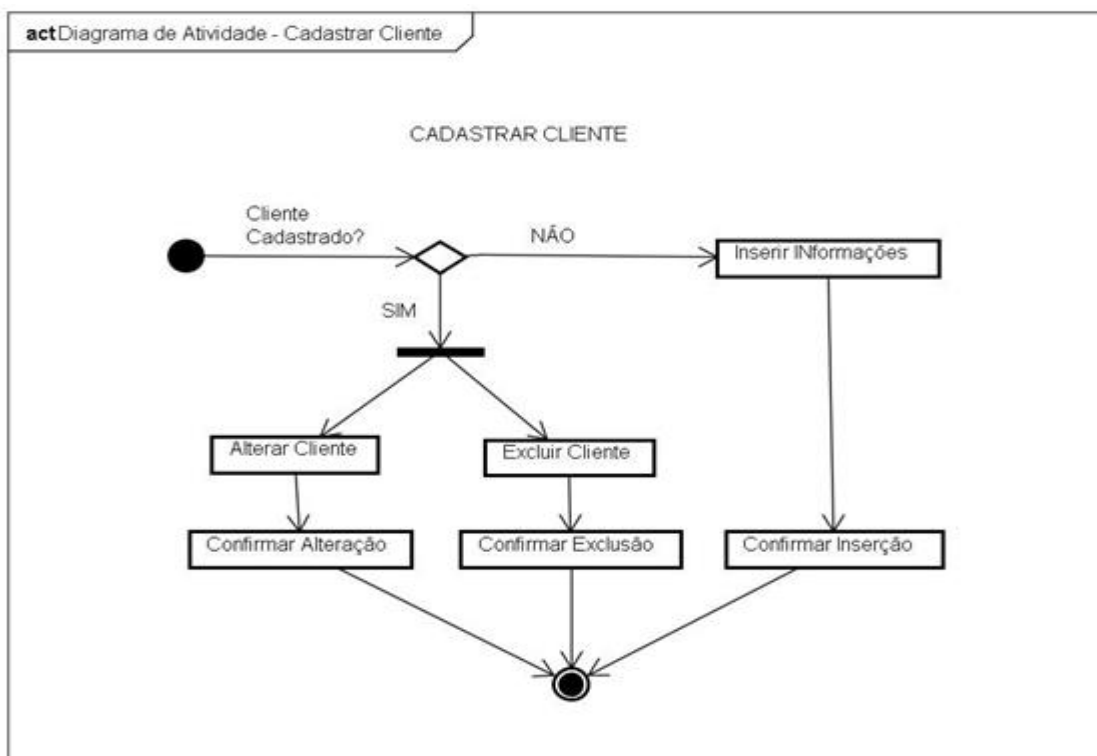 actDiagrama de Atividade - Cadastrar Cliente
CADASTRAR CLIENTE
Cliente
Cadastrado?
NÃO
Inserir INformações
SIM
Alterar Cliente
Excluir Cliente
Confirmar Alteração
Confirmar Exclusão
Confirmar Inserção